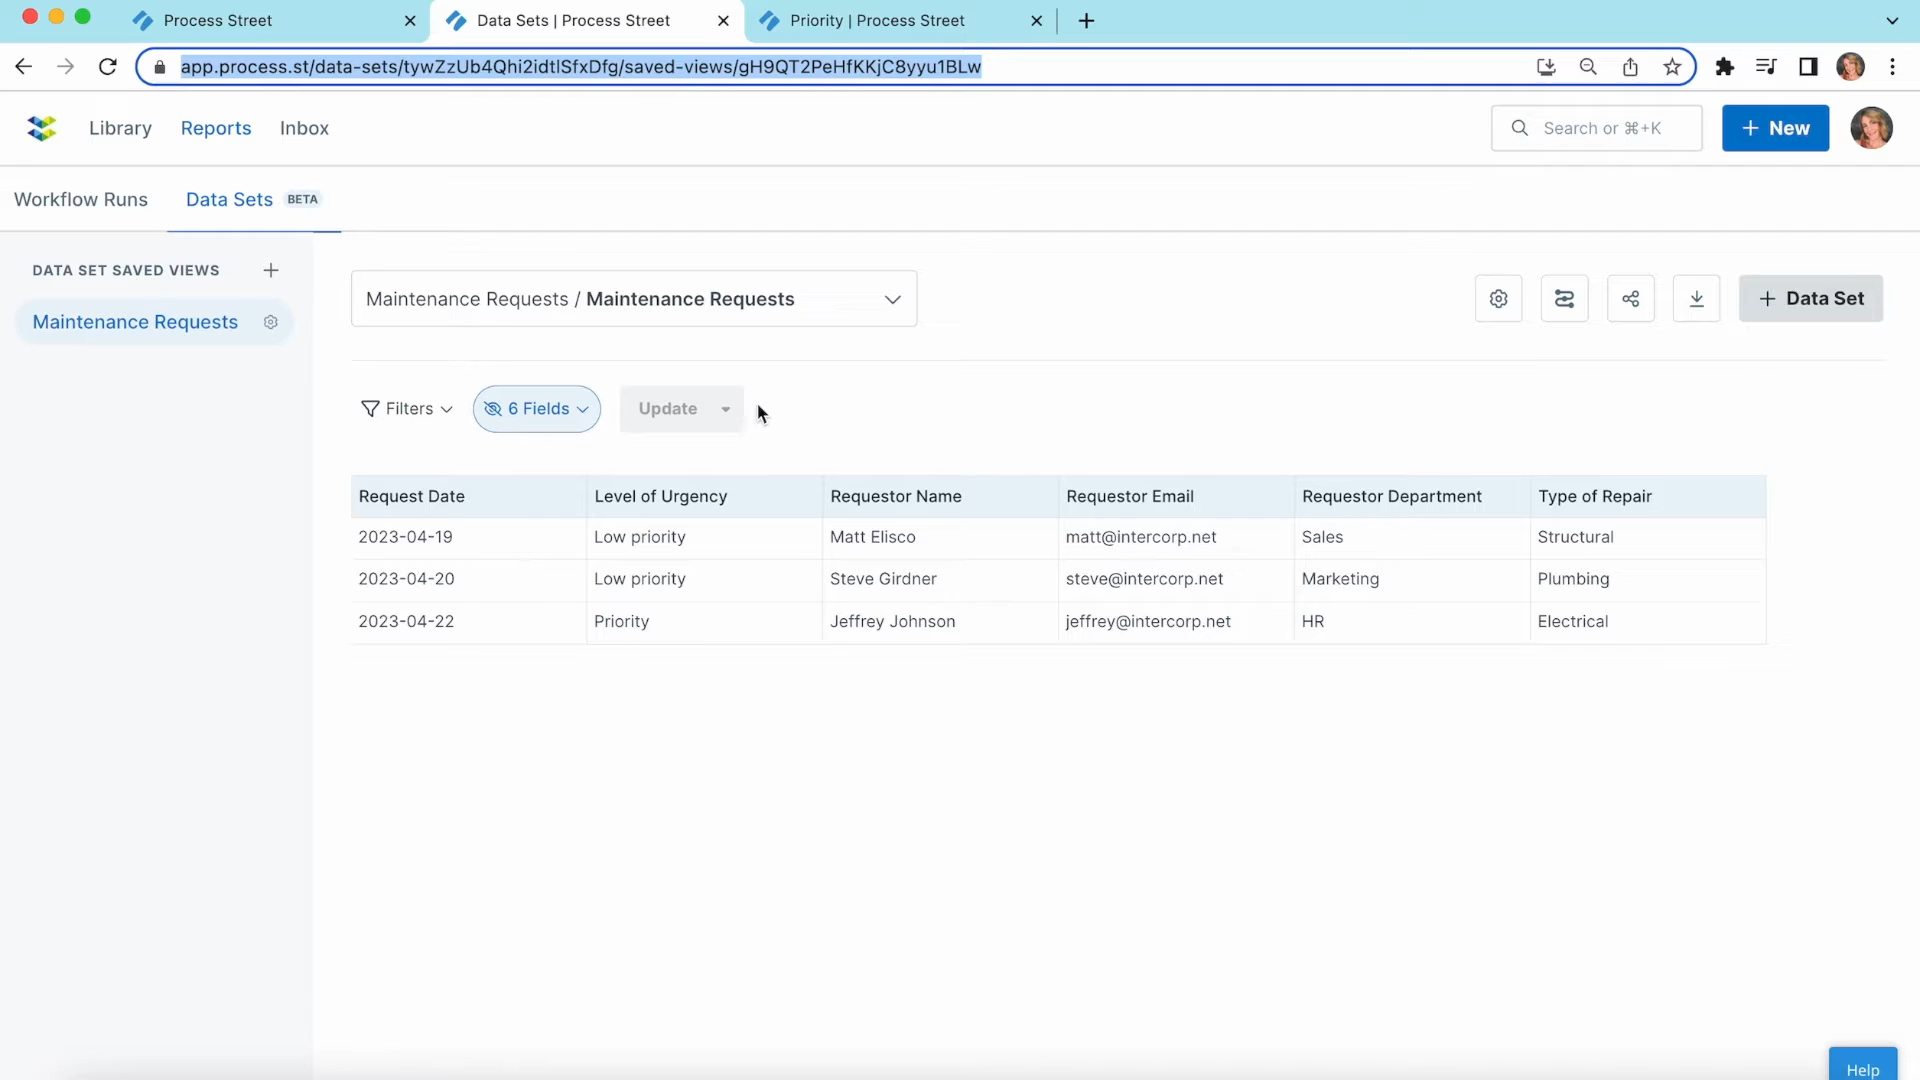 Process Street
Data Sets | Process Street
Priority | Process Street
app.process.st/data-sets/tywZzUb4Qhi2idtlSfxDfg/saved-views/gH9QT2PeHfKKjC8yyu1BLw
Library
Reports
Inbox
Search or ⌘+K
+ New
Workflow Runs
Data Sets BETA
DATA SET SAVED VIEWS +
Maintenance Requests
Maintenance Requests / Maintenance Requests
+ Data Set
Filters
6 Fields
Update
Request Date Level of Urgency Requestor Name Requestor Email Requestor Department Type of Repair
2023-04-19 Low priority Matt Elisco matt@intercorp.net Sales Structural
2023-04-20 Low priority Steve Girdner steve@intercorp.net Marketing Plumbing
2023-04-22 Priority Jeffrey Johnson jeffrey@intercorp.net HR Electrical
Help